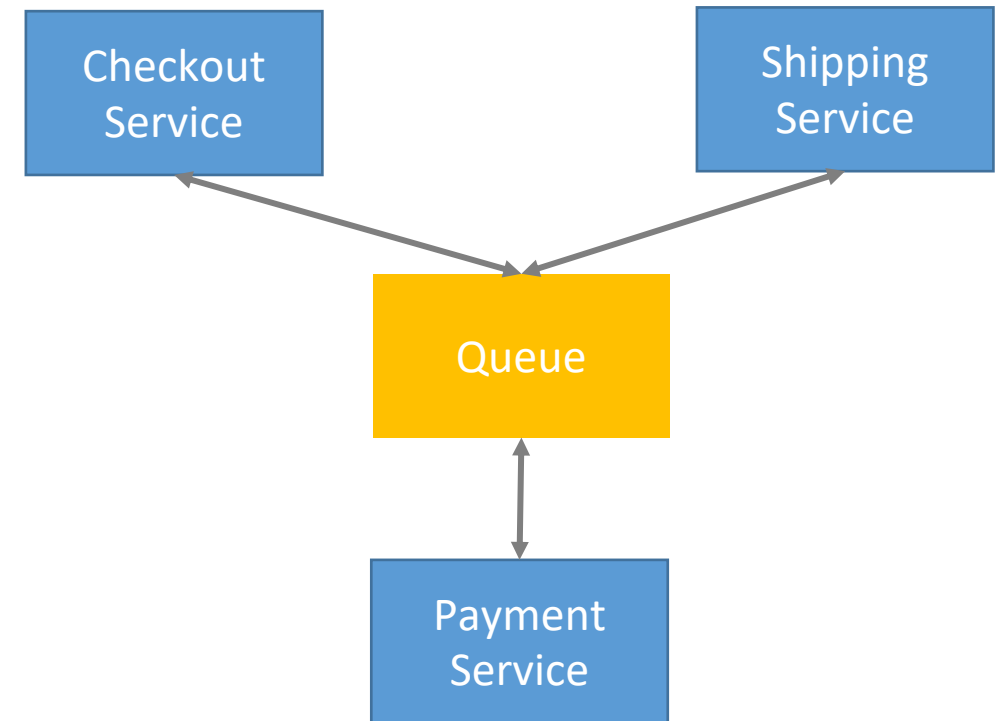 Checkout
Service
Shipping
Service
Queue
Payment
Service